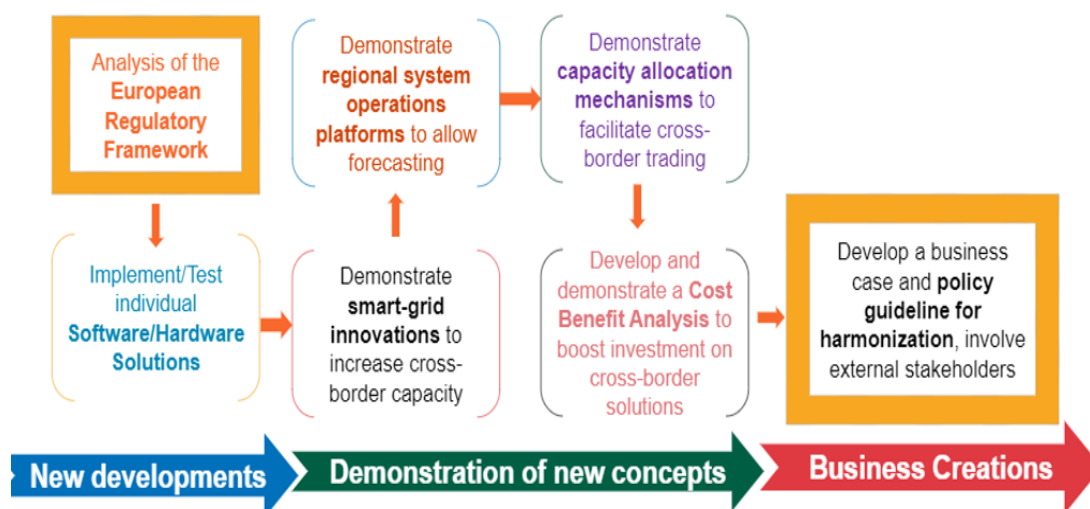 Analysis of the
European
Regulatory
Framework
Implement/Test
individual
Software/Hardware
Solutions
Demonstrate
smart-grid
innovations to
increase cross-
border capacity
Demonstrate
regional system
operations
platforms to allow
forecasting
Demonstrate
capacity allocation
mechanisms to
facilitate cross-
border trading
Develop and
demonstrate a Cost
Benefit Analysis to
boost investment on
cross-border
solutions
Develop a business
case and policy
guideline for
harmonization, involve
external stakeholders
New developments
Demonstration of new concepts
Business Creations